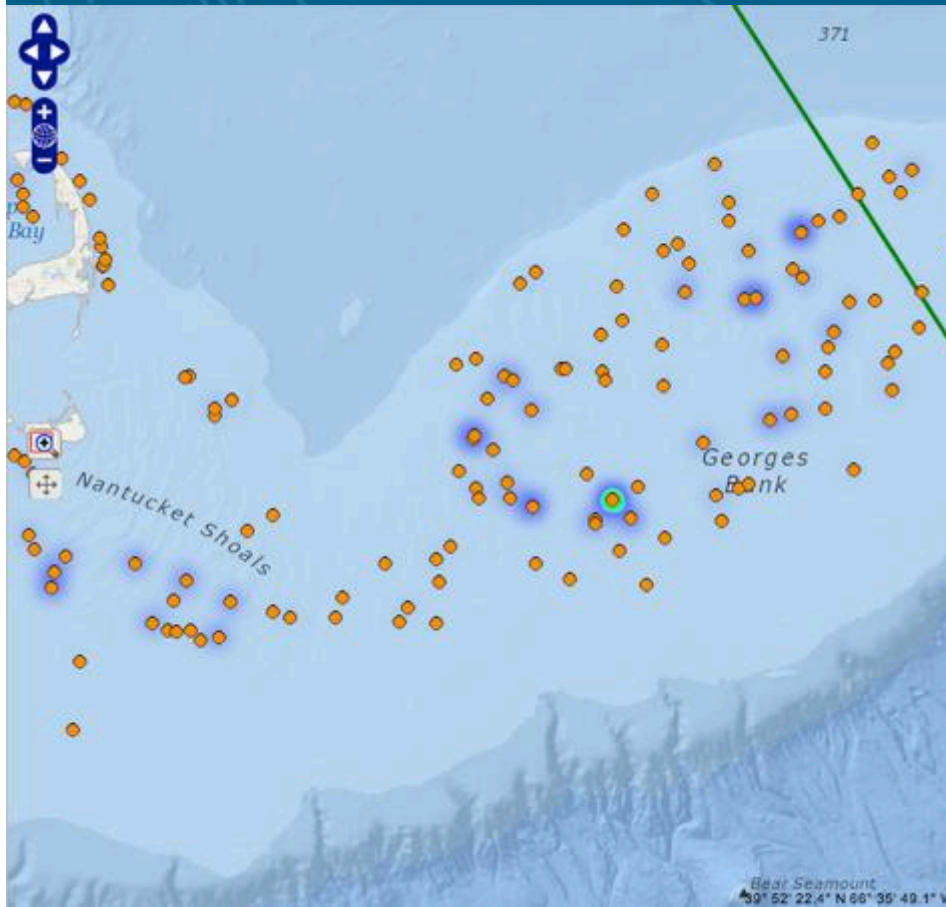 371
Bay
Nantucket Shoals
Georges
Bank
Bear Seamount
39° 52' 22.4" N 66° 35' 49.1"